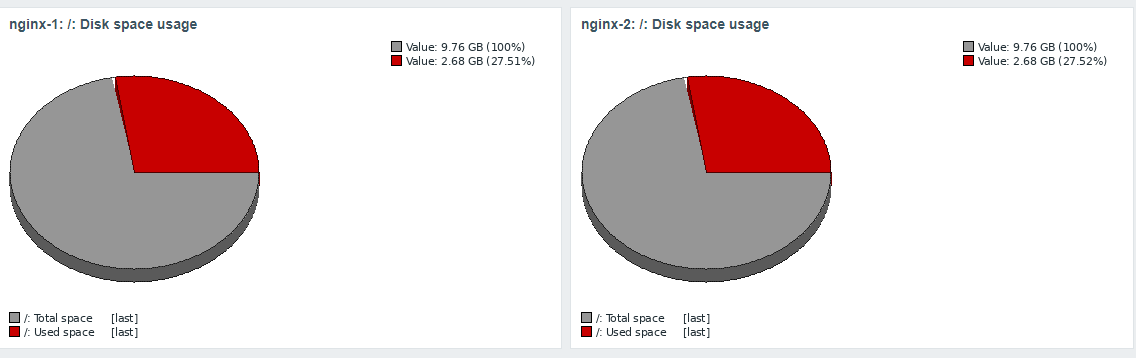 nginx-1: /: Disk space usage
Value: 9.76 GB (100%)
Value: 2.68 GB (27.51%)
/: Total space [last]
/: Used space [last]
nginx-2: /: Disk space usage
Value: 9.76 GB (100%)
Value: 2.68 GB (27.52%)
/: Total space [last]
/: Used space [last]